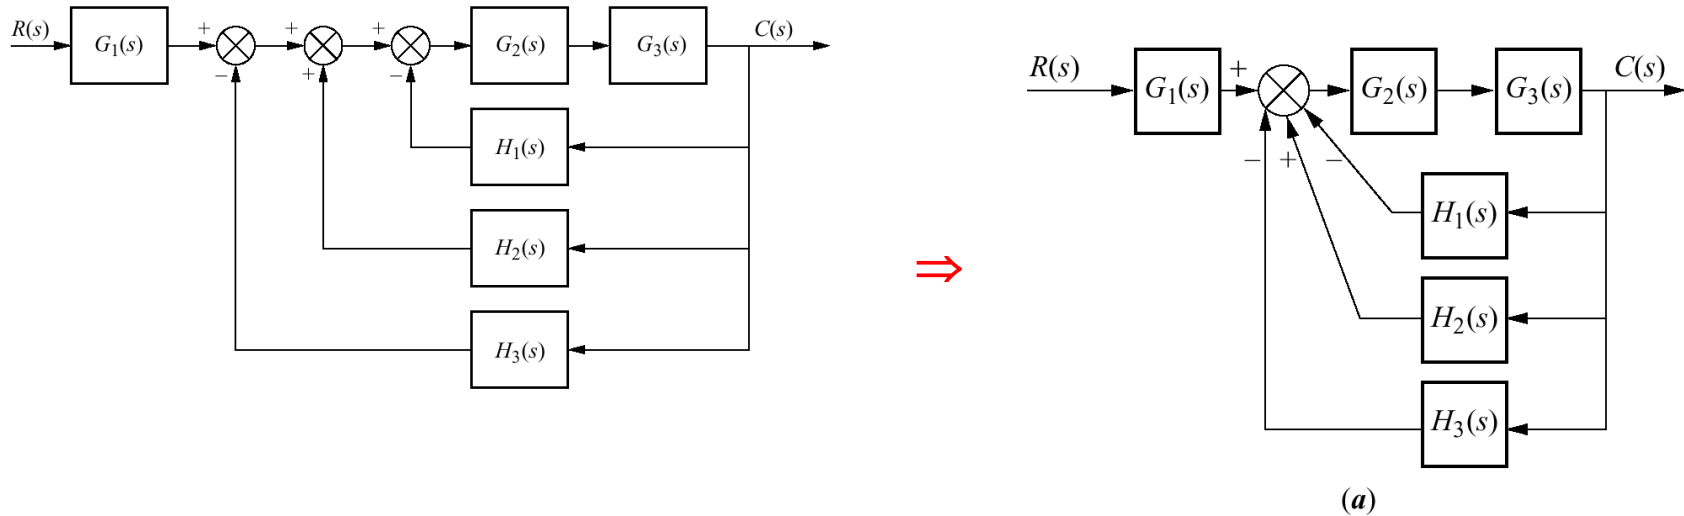 R(s) G₁(s) + + + G₂(s) G₃(s) C(s)
− + −
H₁(s)
H₂(s)
H₃(s)
⇒
R(s) G₁(s) + G₂(s) G₃(s) C(s)
− + −
H₁(s)
H₂(s)
H₃(s)
(a)